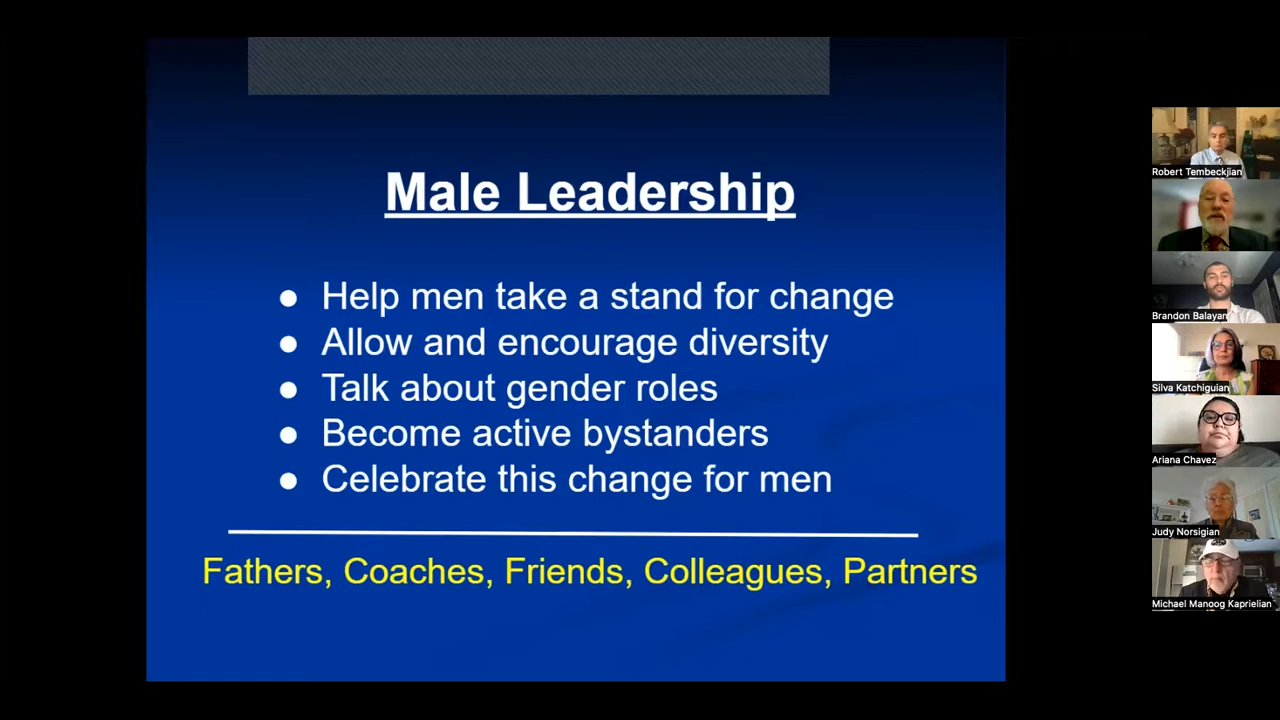 Male Leadership
● Help men take a stand for change
● Allow and encourage diversity
● Talk about gender roles
● Become active bystanders
● Celebrate this change for men
Fathers, Coaches, Friends, Colleagues, Partners
Robert Tembeckjian
Brandon Balayan
Silva Katchiguian
Ariana Chavez
Judy Norsigian
Michael Manoog Kaprielian